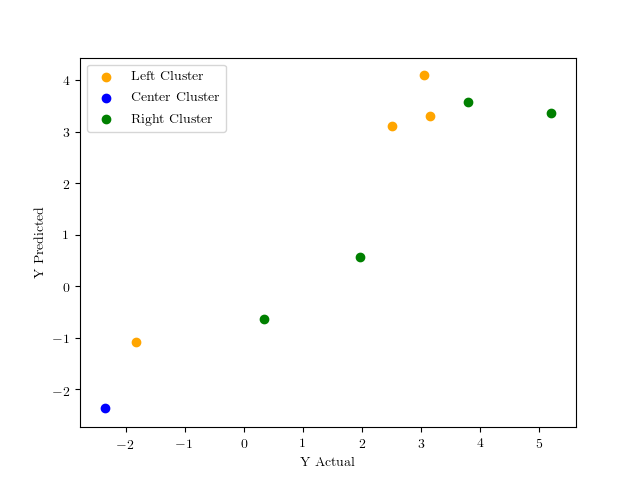 Left Cluster
Center Cluster
Right Cluster
4
3
2
1
0
−1
−2
Y Predicted
−2 −1 0 1 2 3 4 5
Y Actual